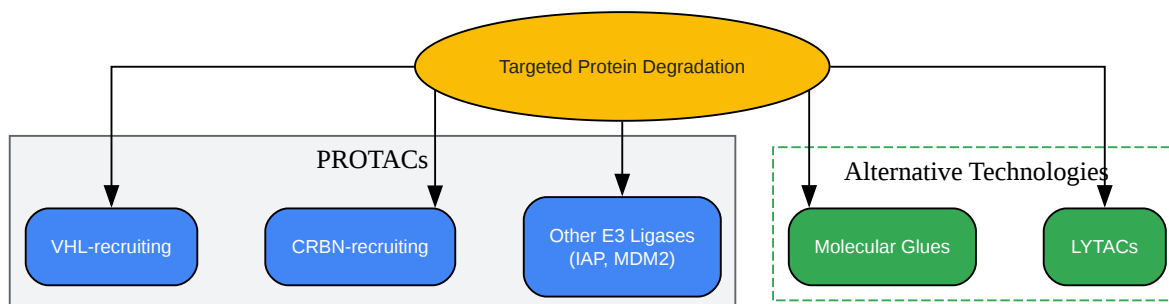 Targeted Protein Degradation
PROTACs
Alternative Technologies
VHL-recruiting
CRBN-recruiting
Other E3 Ligases
(IAP, MDM2)
Molecular Glues
LYTACs